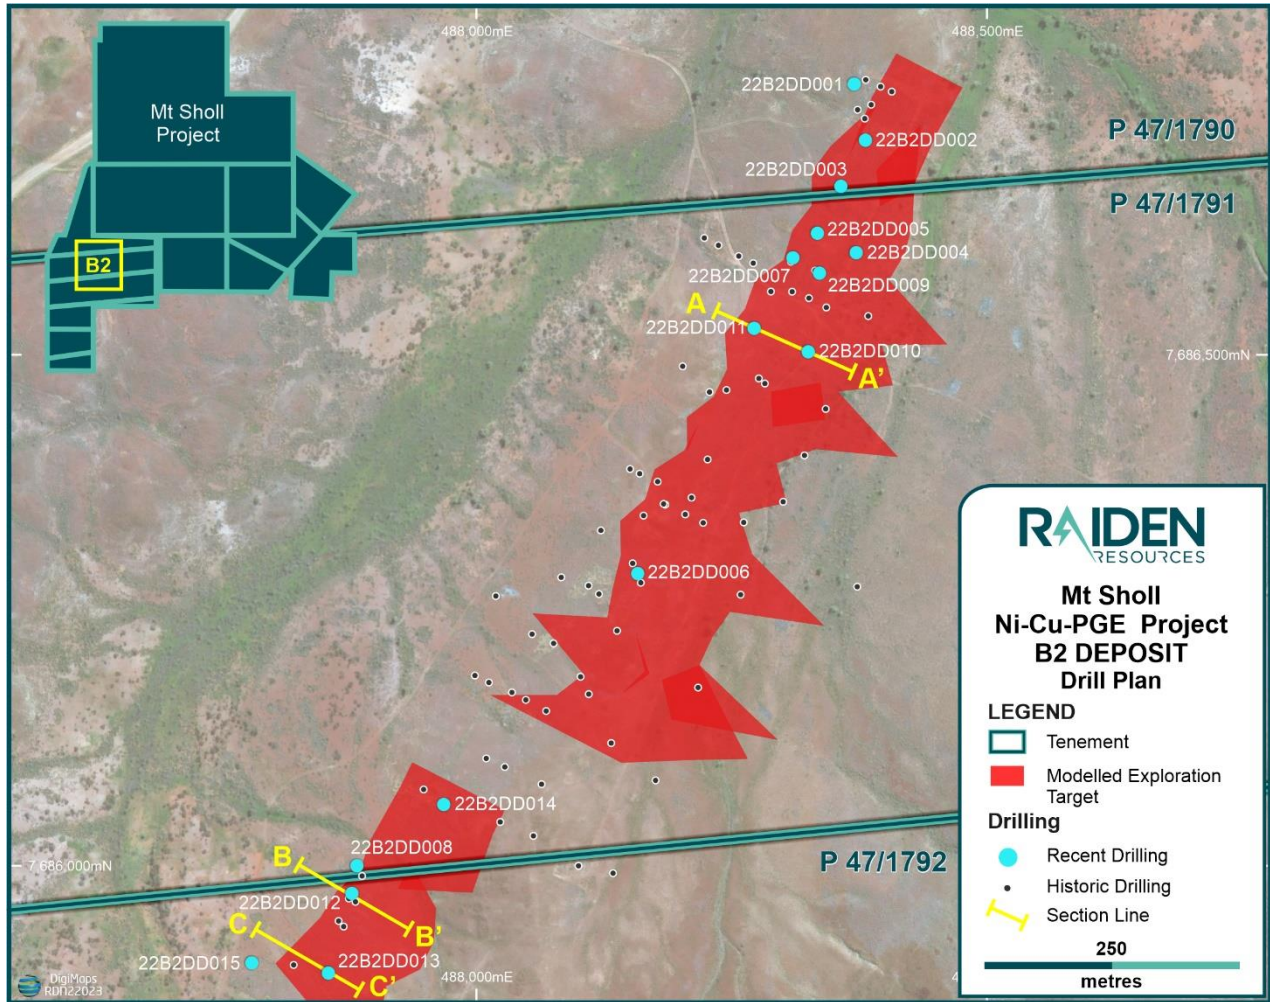 488,000mE
488,500mE
Mt Sholl
Project
B2
22B2DD001
P 47/1790
22B2DD002
22B2DD003
P 47/1791
22B2DD005
22B2DD004
22B2DD007
22B2DD009
A
22B2DD011
22B2DD010
7,686,500mN
A'
22B2DD006
22B2DD014
22B2DD008
B
7,686,000mN
P 47/1792
22B2DD012
C
B'
22B2DD015
22B2DD013
C'
488,000mE
DigiMaps
RDN22023
RAIDEN
RESOURCES
Mt Sholl
Ni-Cu-PGE Project
B2 DEPOSIT
Drill Plan
LEGEND
Tenement
Modelled Exploration
Target
Drilling
Recent Drilling
Historic Drilling
Section Line
250
metres